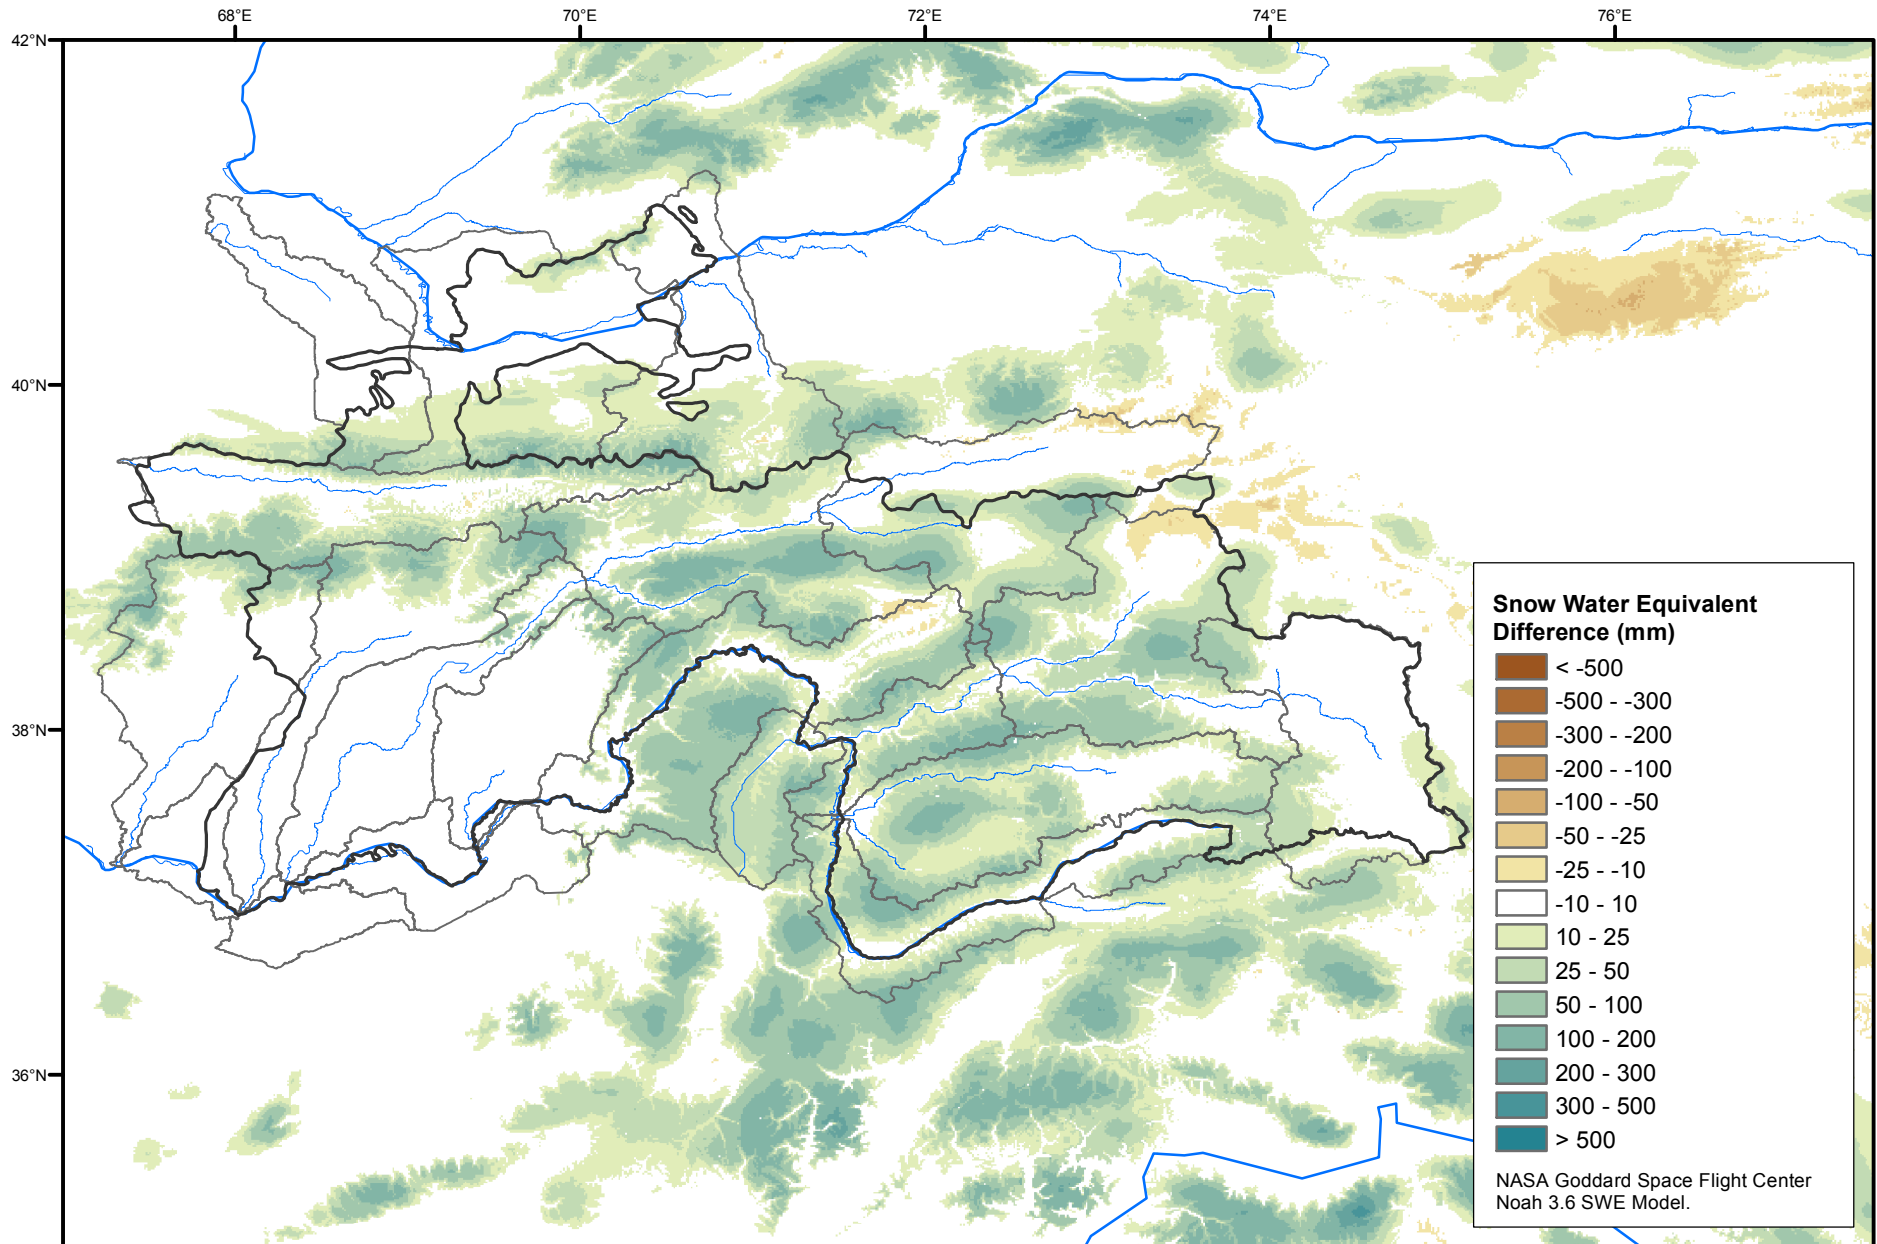 68°E 70°E 72°E 74°E 76°E
42°N
40°N
38°N
36°N
Snow Water Equivalent
Difference (mm)
< -500
-500 - -300
-300 - -200
-200 - -100
-100 - -50
-50 - -25
-25 - -10
-10 - 10
10 - 25
25 - 50
50 - 100
100 - 200
200 - 300
300 - 500
> 500
NASA Goddard Space Flight Center
Noah 3.6 SWE Model.